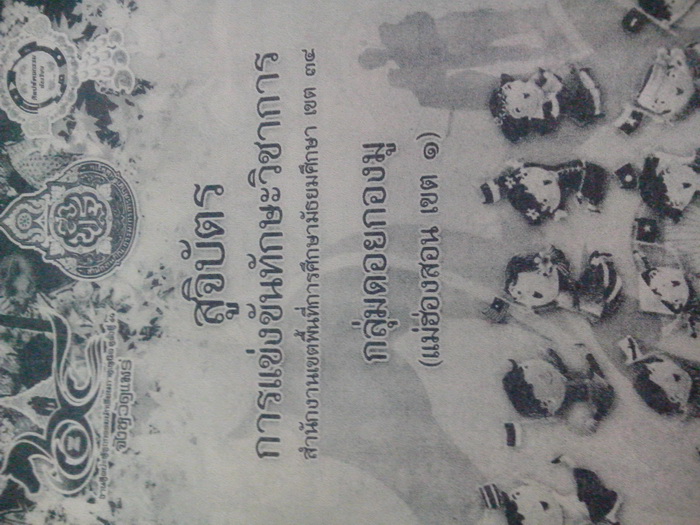 สูจิบัตร
การแข่งขันทักษะวิชาการ
สำนักงานเขตพื้นที่การศึกษามัธยมศึกษา เขต ๓๔
กลุ่มดอยกองมู
(แม่ฮ่องสอน เขต ๑)